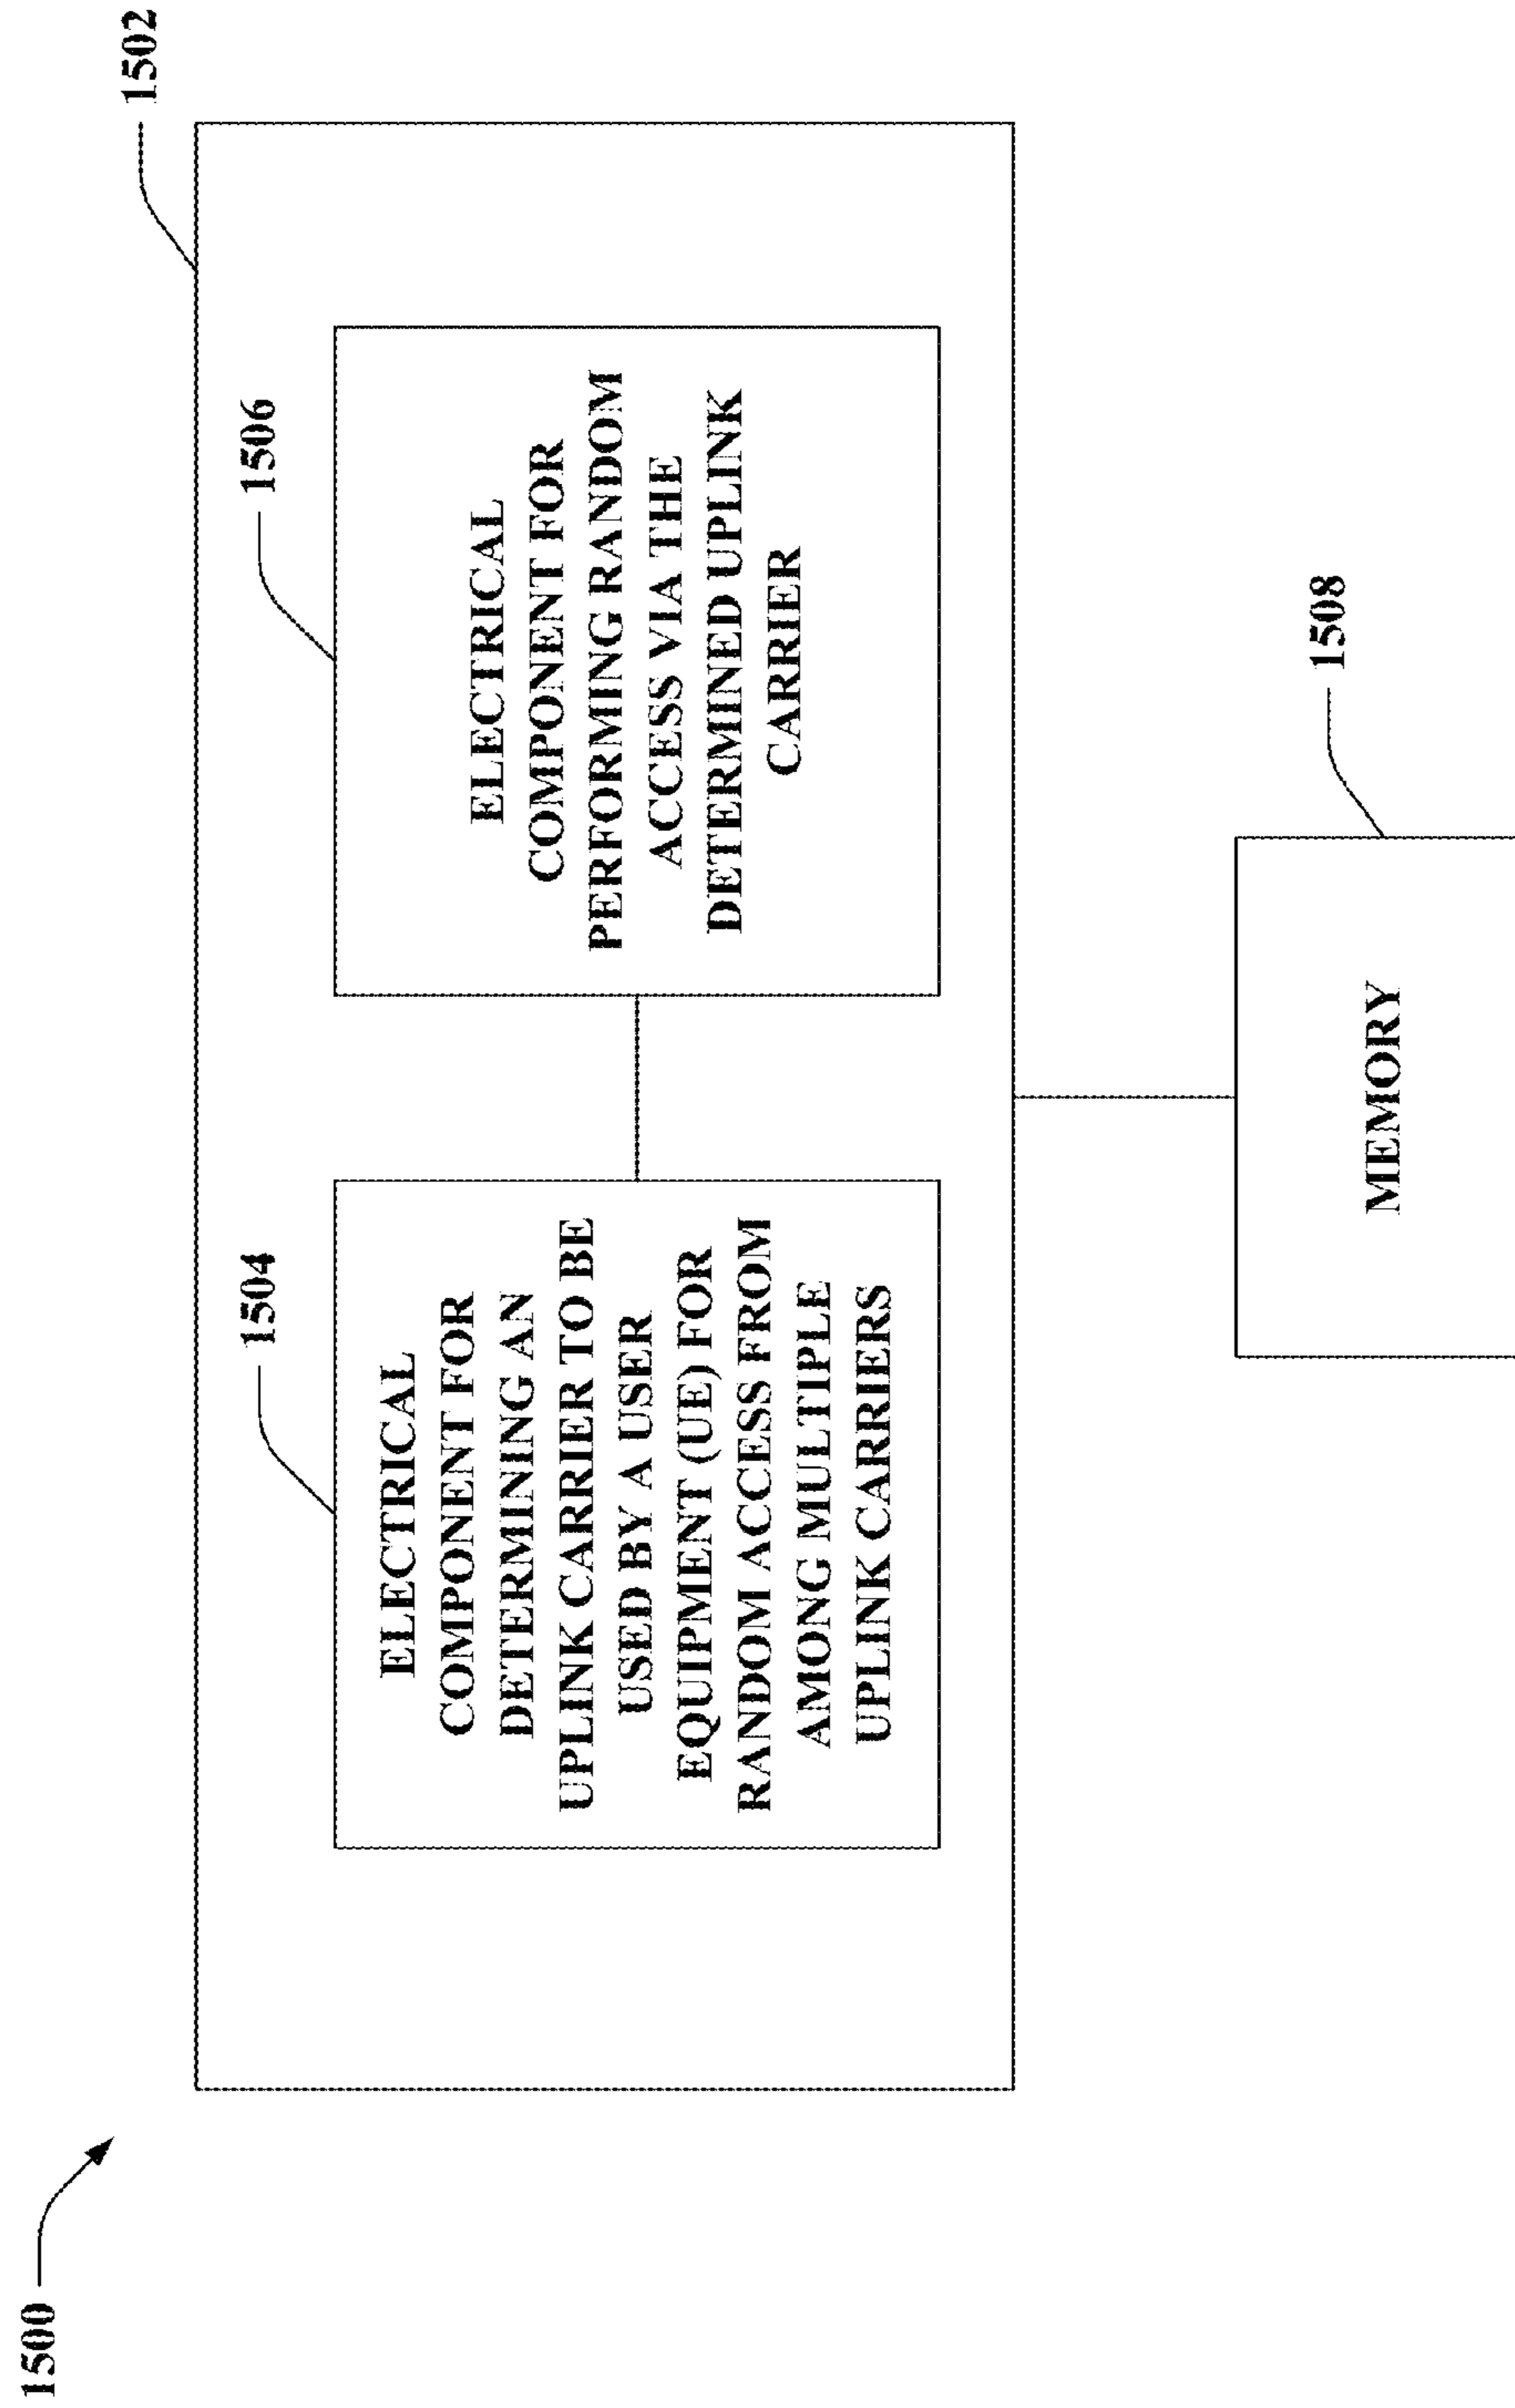 1500
1502
1504
ELECTRICAL
COMPONENT FOR
DETERMINING AN
UPLINK CARRIER TO BE
USED BY A USER
EQUIPMENT (UE) FOR
RANDOM ACCESS FROM
AMONG MULTIPLE
UPLINK CARRIERS
1506
ELECTRICAL
COMPONENT FOR
PERFORMING RANDOM
ACCESS VIA THE
DETERMINED UPLINK
CARRIER
1508
MEMORY